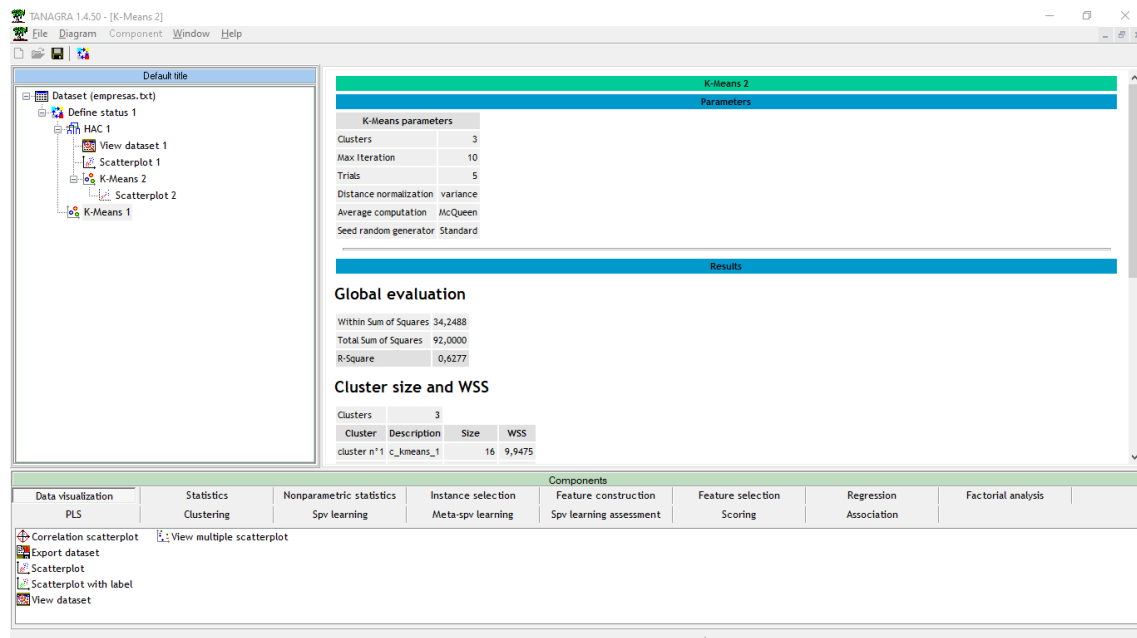 TANAGRA 1.4.50 - [K-Means 2]
File Diagram Component Window Help
Default title
Dataset (empresas.txt)
Define status 1
HAC 1
View dataset 1
Scatterplot 1
K-Means 2
Scatterplot 2
K-Means 1
K-Means 2
Parameters
K-Means parameters
Clusters 3
Max Iteration 10
Trials 5
Distance normalization variance
Average computation McQueen
Seed random generator Standard
Results
Global evaluation
Within Sum of Squares 34,2488
Total Sum of Squares 92,0000
R-Square 0,6277
Cluster size and WSS
Clusters 3
Cluster Description Size WSS
cluster n°1 c_kmeans_1 16 9,9475
Components
Data visualization Statistics Nonparametric statistics Instance selection Feature construction Feature selection Regression Factorial analysis
PLS Clustering Spv learning Meta-spv learning Spv learning assessment Scoring Association
Correlation scatterplot View multiple scatterplot
Export dataset
Scatterplot
Scatterplot with label
View dataset